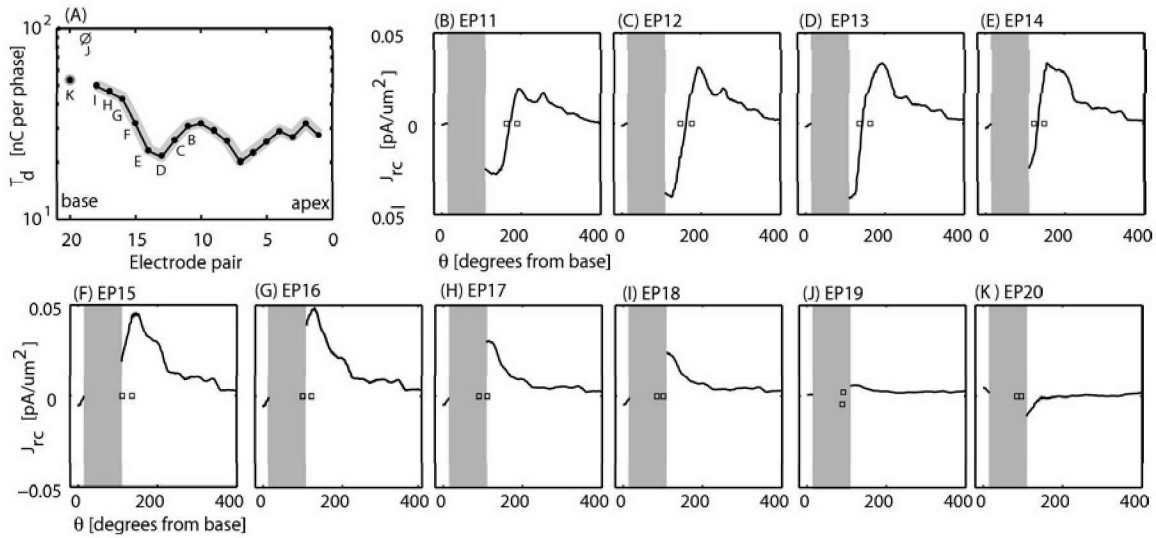 (A)
10²
T_d [nC per phase]
10¹
∅
J
K
I
H
G
F
E
D
C
B
base
apex
20 15 10 5 0
Electrode pair
(B) EP11
(C) EP12
(D) EP13
(E) EP14
0.05
0
0.05|
J_rc [pA/um²]
0 200 400
0 200 400
0 200 400
0 200 400
θ [degrees from base]
(F) EP15
(G) EP16
(H) EP17
(I) EP18
(J) EP19
(K) EP20
0.05
0
−0.05
J_rc [pA/um²]
0 200 400
0 200 400
0 200 400
0 200 400
0 200 400
0 200 400
θ [degrees from base]